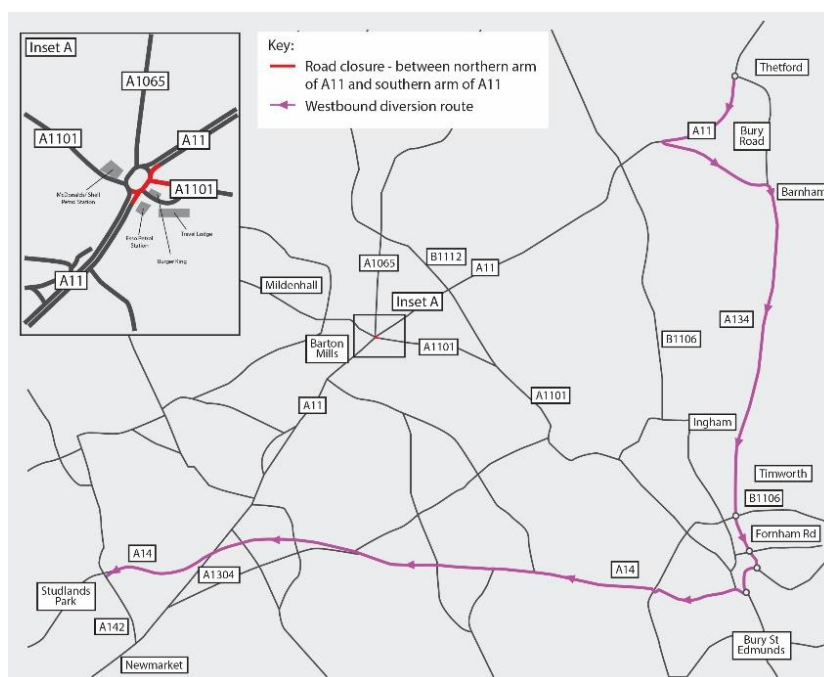 Inset A
A1065
A1101
A11
A1101
McDonalds/ Shell
Petrol Station
Esso Petrol
Station
Travel Lodge
Burger King
A11
Key:
Road closure - between northern arm
of A11 and southern arm of A11
Westbound diversion route
Thetford
A11
Bury
Road
Barnham
B1112
A1065
A11
Mildenhall
Inset A
A134
Barton
Mills
A1101
B1106
A11
A1101
Ingham
Timworth
B1106
Fornham Rd
A14
A14
A1304
Studlands
Park
A142
Bury St
Edmunds
Newmarket